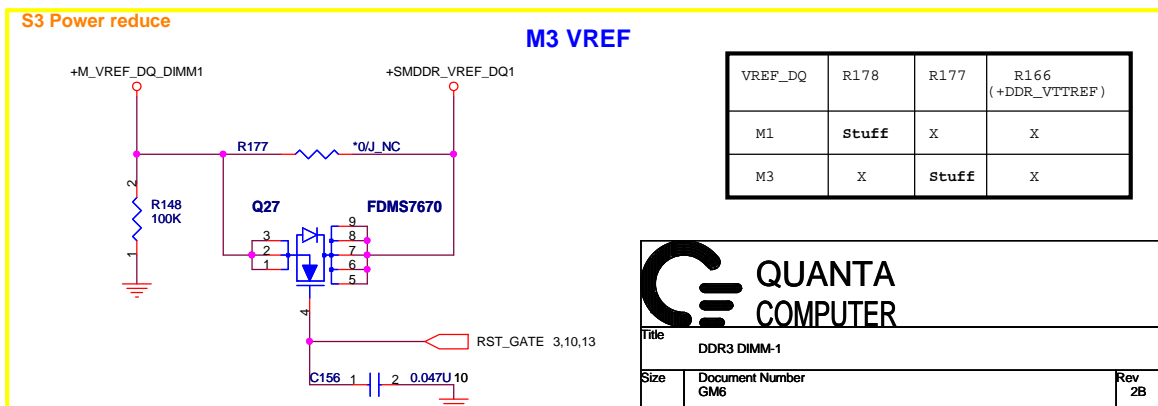 S3 Power reduce
M3 VREF
+M_VREF_DQ_DIMM1
+SMDDR_VREF_DQ1
R177
*0/J_NC
2
R148
100K
1
Q27
FDMS7670
3
2
1
9
8
7
6
5
4
RST_GATE 3,10,13
C156 1 2 0.047U 10
VREF_DQ R178 R177 R166
(+DDR_VTTREF)
M1 Stuff X X
M3 X Stuff X
QUANTA
COMPUTER
Title
DDR3 DIMM-1
Size Document Number Rev
GM6 2B